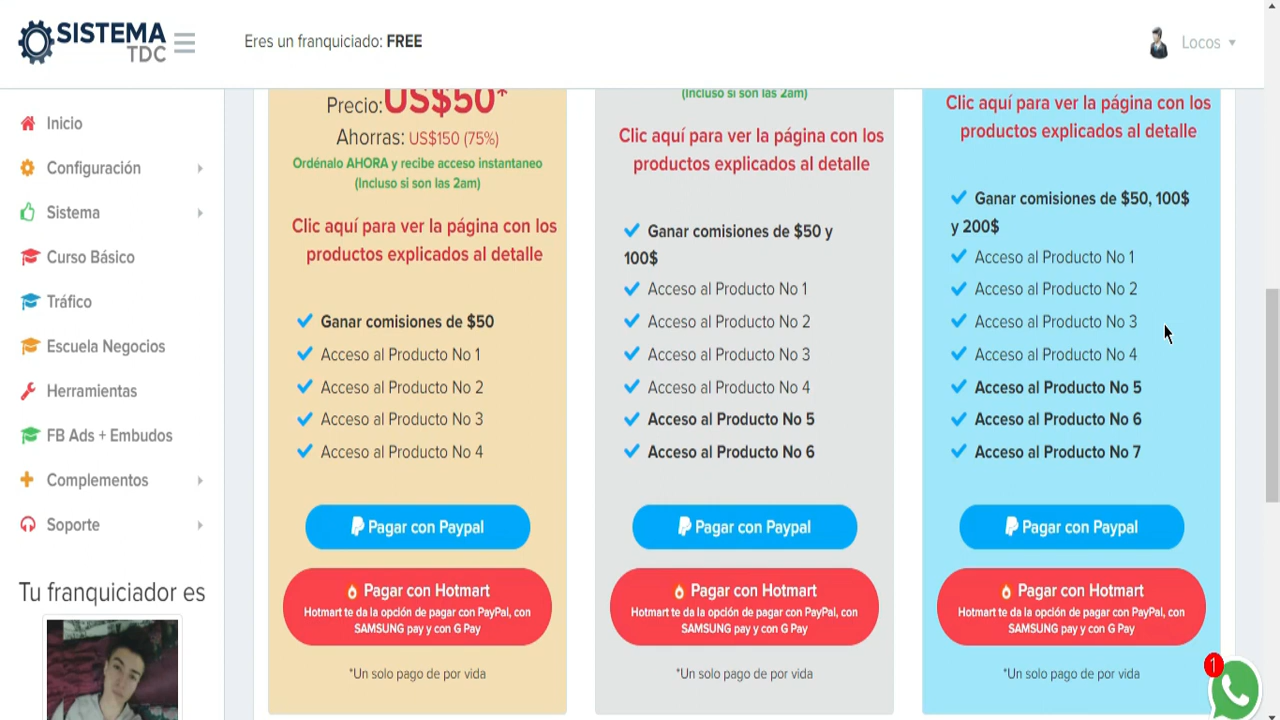 SISTEMA
TDC
Eres un franquiciado: FREE
Locos
Inicio
Configuración
Sistema
Curso Básico
Tráfico
Escuela Negocios
Herramientas
FB Ads + Embudos
Complementos
Soporte
Tu franquiciador es
Precio:US$50*
Ahorras: US$150 (75%)
Ordénalo AHORA y recibe acceso instantaneo
(Incluso si son las 2am)
Clic aquí para ver la página con los
productos explicados al detalle
Ganar comisiones de $50
Acceso al Producto No 1
Acceso al Producto No 2
Acceso al Producto No 3
Acceso al Producto No 4
Pagar con Paypal
Pagar con Hotmart
Hotmart te da la opción de pagar con PayPal, con
SAMSUNG pay y con G Pay
*Un solo pago de por vida
(Incluso si son las 2am)
Clic aquí para ver la página con los
productos explicados al detalle
Ganar comisiones de $50 y
100$
Acceso al Producto No 1
Acceso al Producto No 2
Acceso al Producto No 3
Acceso al Producto No 4
Acceso al Producto No 5
Acceso al Producto No 6
Pagar con Paypal
Pagar con Hotmart
Hotmart te da la opción de pagar con PayPal, con
SAMSUNG pay y con G Pay
*Un solo pago de por vida
Clic aquí para ver la página con los
productos explicados al detalle
Ganar comisiones de $50, 100$
y 200$
Acceso al Producto No 1
Acceso al Producto No 2
Acceso al Producto No 3
Acceso al Producto No 4
Acceso al Producto No 5
Acceso al Producto No 6
Acceso al Producto No 7
Pagar con Paypal
Pagar con Hotmart
Hotmart te da la opción de pagar con PayPal, con
SAMSUNG pay y con G Pay
*Un solo pago de por vida
1